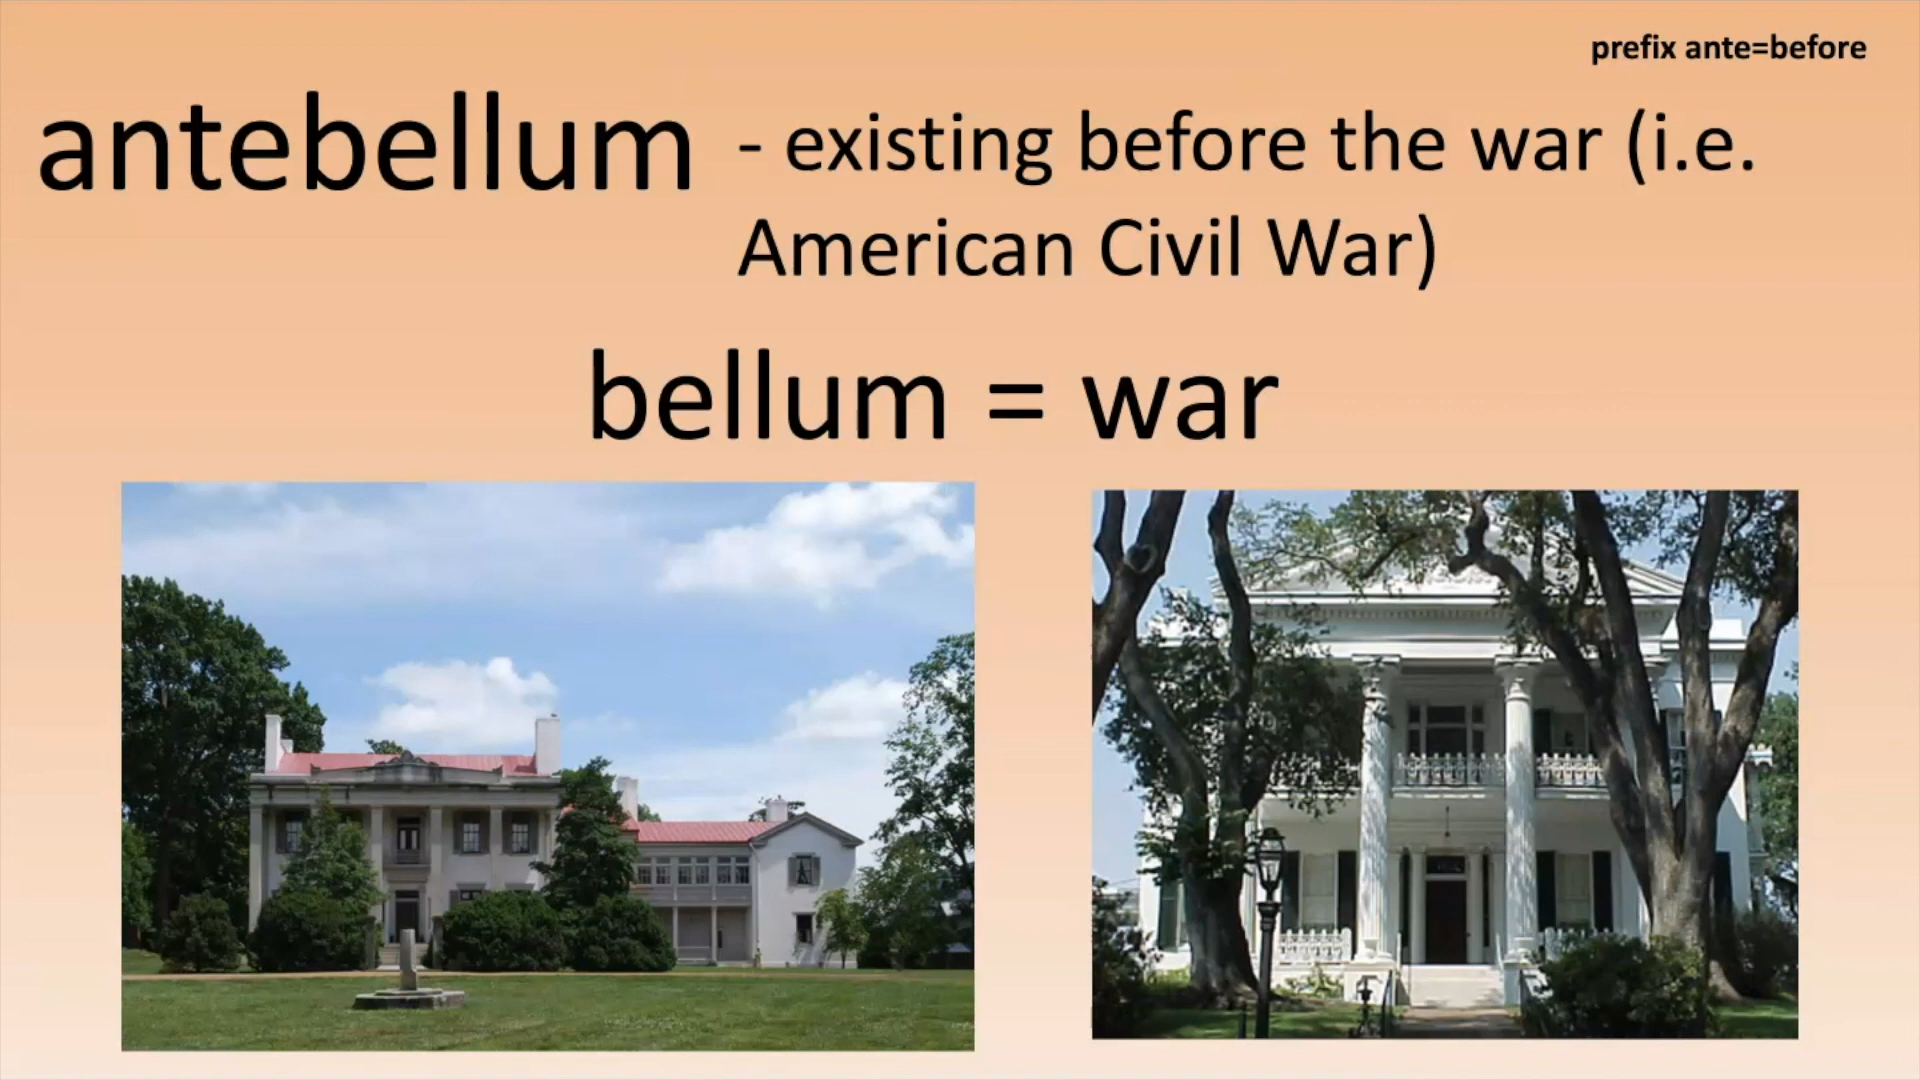 prefix ante=before
antebellum - existing before the war (i.e.
American Civil War)
bellum = war